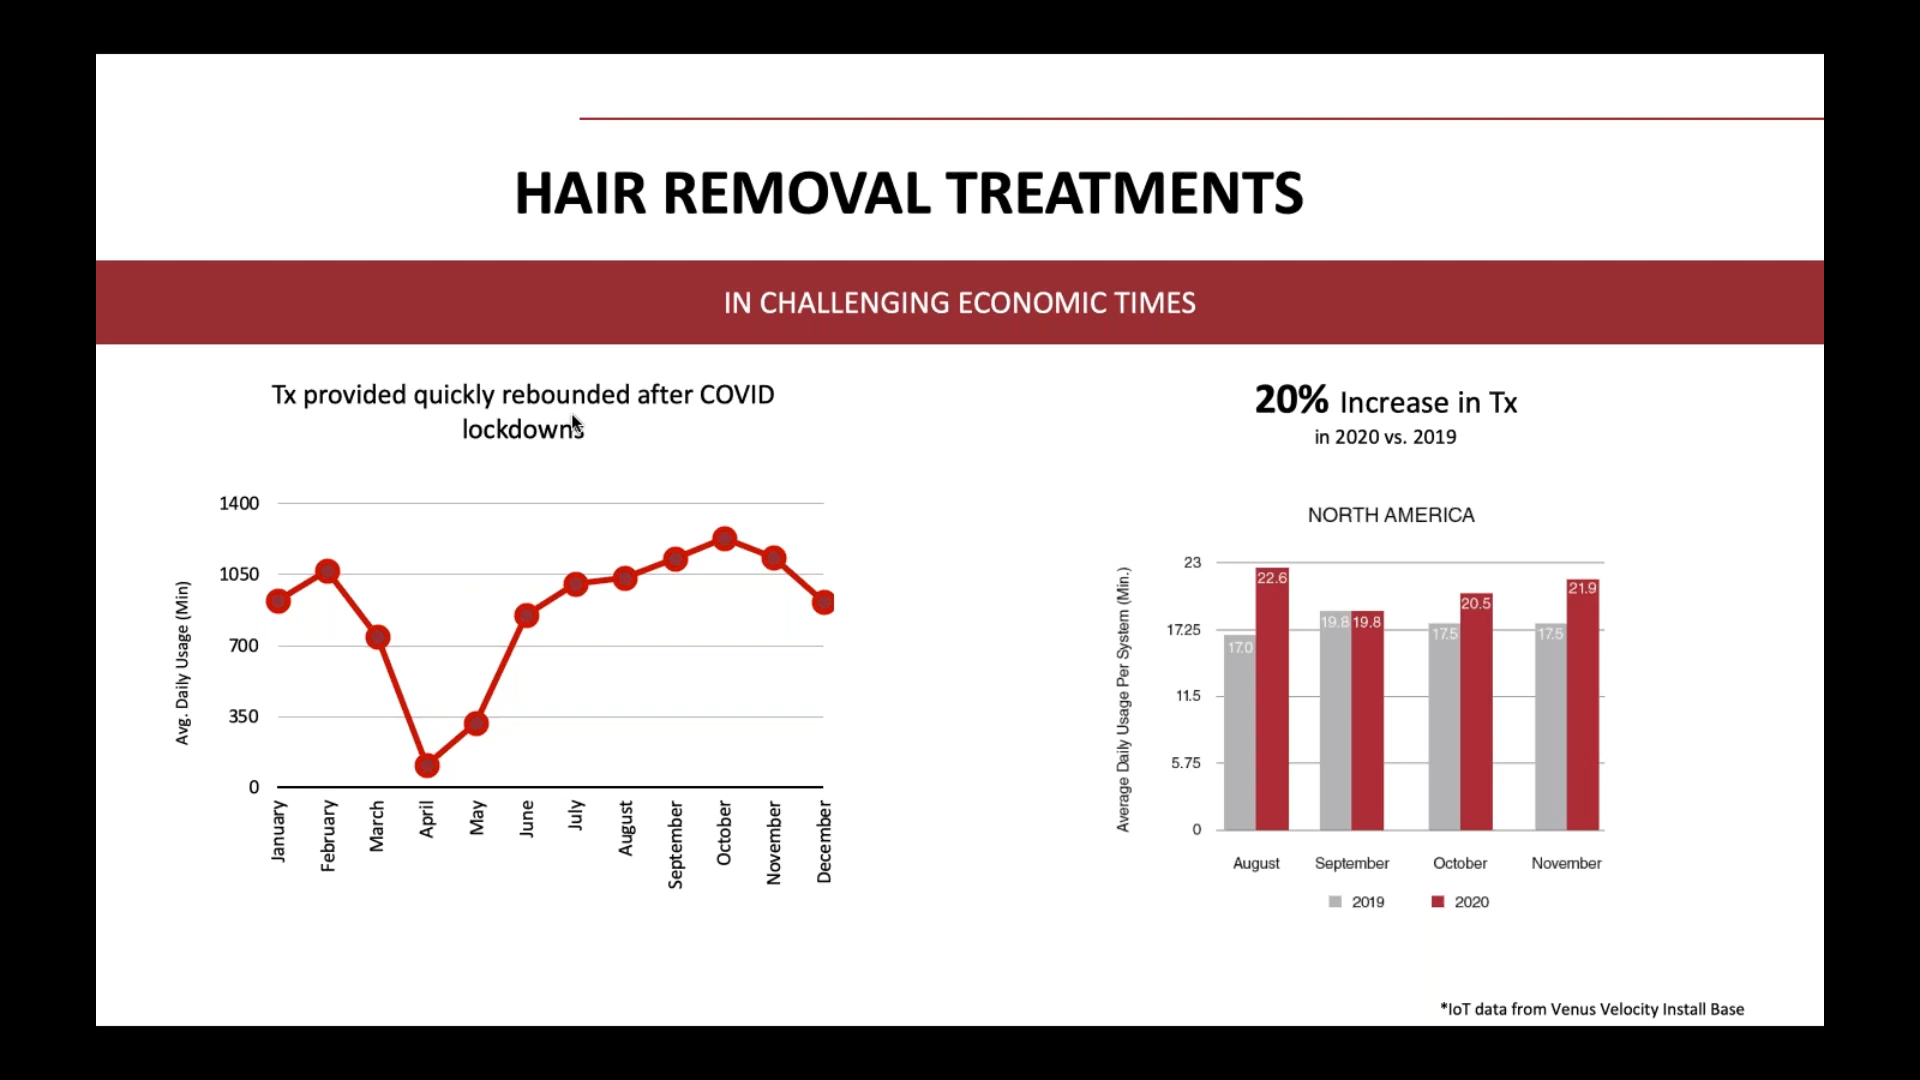 HAIR REMOVAL TREATMENTS
IN CHALLENGING ECONOMIC TIMES
Tx provided quickly rebounded after COVID
lockdowns
Avg. Daily Usage (Min)
1400
1050
700
350
0
January
February
March
April
May
June
July
August
September
October
November
December
20% Increase in Tx
in 2020 vs. 2019
NORTH AMERICA
Average Daily Usage Per System (Min.)
23
17.25
11.5
5.75
0
17.0
22.6
19.8
19.8
17.5
20.5
17.5
21.9
August
September
October
November
2019
2020
*IoT data from Venus Velocity Install Base